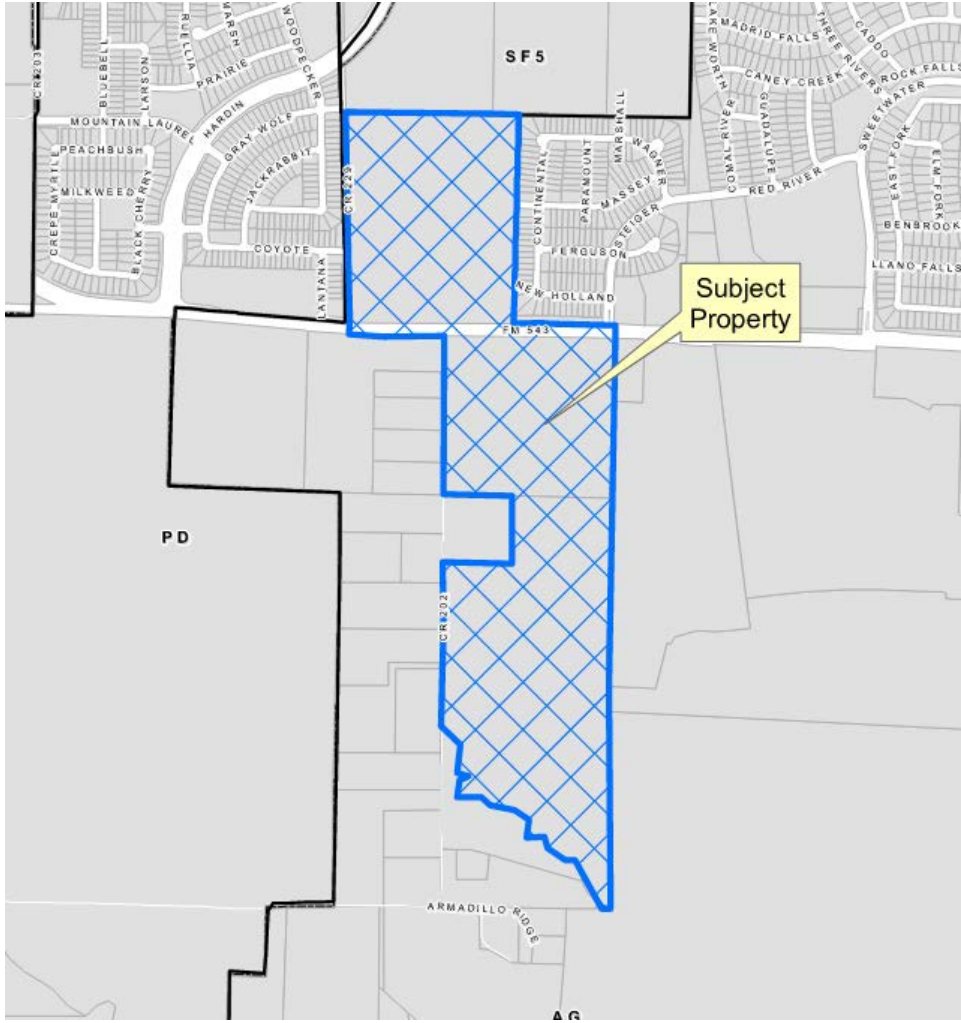 CR 203
BLUEBELL
LARSON
RUELLIA
MARSH
WOODPECKER
PRAIRIE
HARDIN
MOUNTAIN LAUREL
GRAY WOLF
PEACHBUSH
JACKRABBIT
MILKWEED
CREPE MYRTLE
BLACK CHERRY
COYOTE
LANTANA
CR 229
SF5
MARSHALL
WAGNER
CONTINENTAL
PARAMOUNT
MASSEY
STEIGER
FERGUSON
NEW HOLLAND
FM 543
LAKE WORTH
MADRID FALLS
THREE RIVERS
CADDO
CANEY CREEK
ROCK FALLS
COMAL RIVER
GUADALUPE
SWEETWATER
RED RIVER
EAST FORK
ELM FORK
BENBROOK
LLANO FALLS
Subject
Property
PD
CR 202
ARMADILLO RIDGE
AG